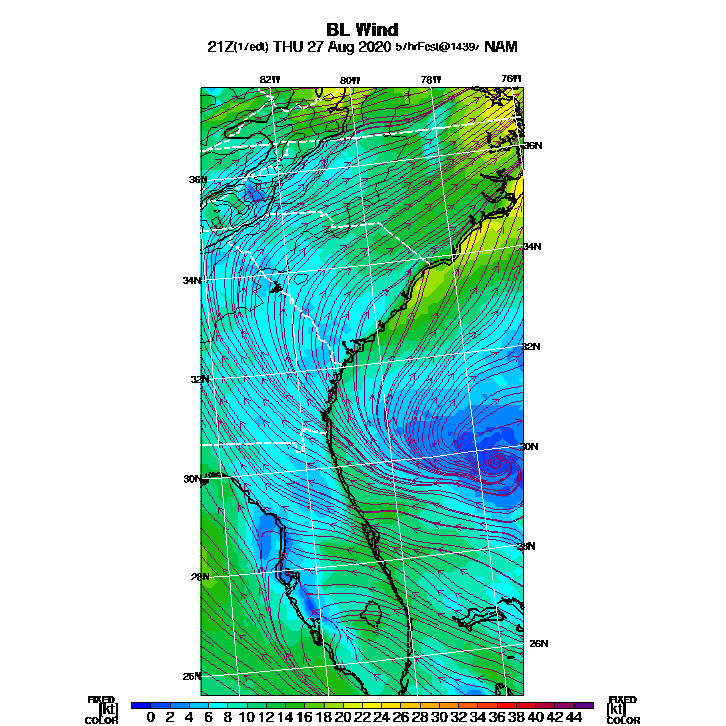 BL Wind
21Z(17edt) THU 27 Aug 2020 57hrFcst@1439z NAM
82W 80W 78W 76W
36N
36N
34N
34N
32N
32N
30N
30N
28N
28N
26N
26N
FIXED FIXED
[kt] 0 2 4 6 8 10 12 14 16 18 20 22 24 26 28 30 32 34 36 38 40 42 44 [kt]
COLOR COLOR